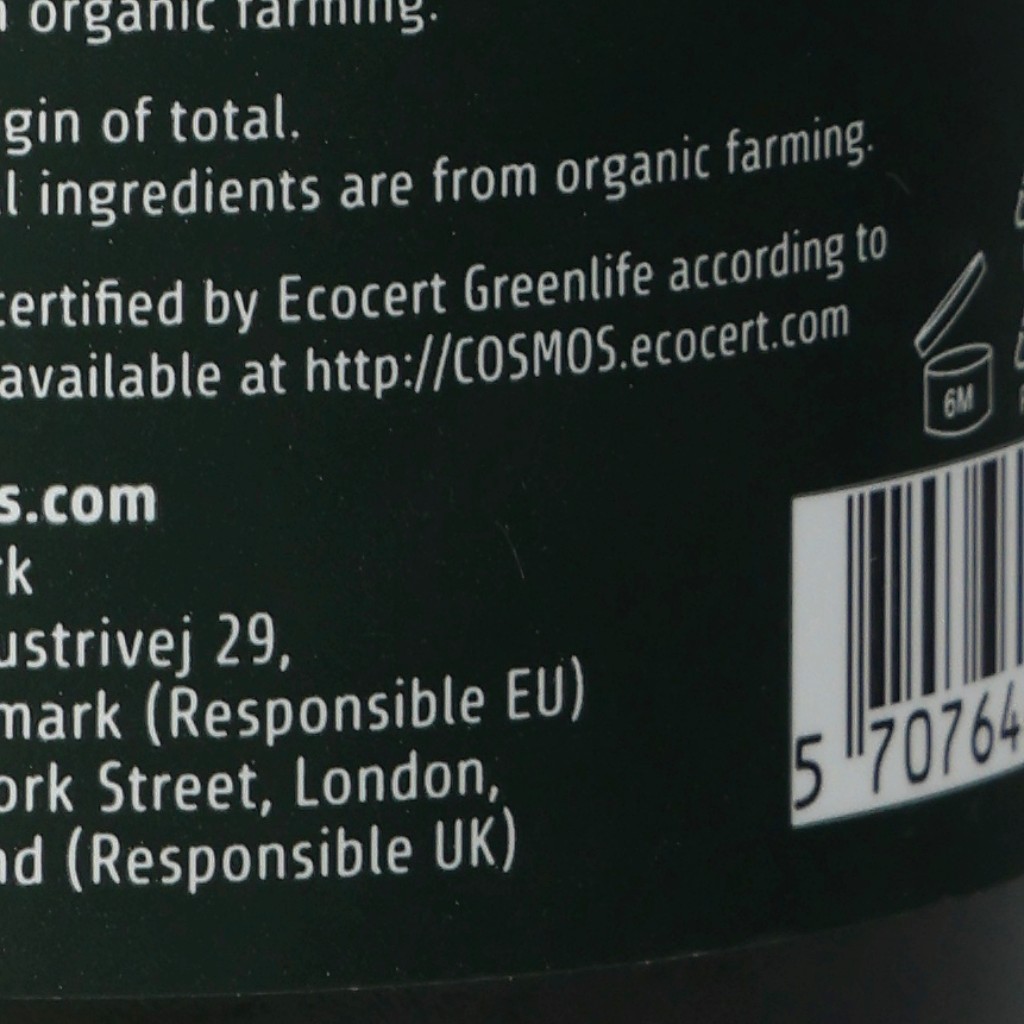 organic farming.
gin of total.
l ingredients are from organic farming.
certified by Ecocert Greenlife according to
available at http://COSMOS.ecocert.com
6M
s.com
rk
ustrivej 29,
mark (Responsible EU)
ork Street, London,
nd (Responsible UK)
5 70764